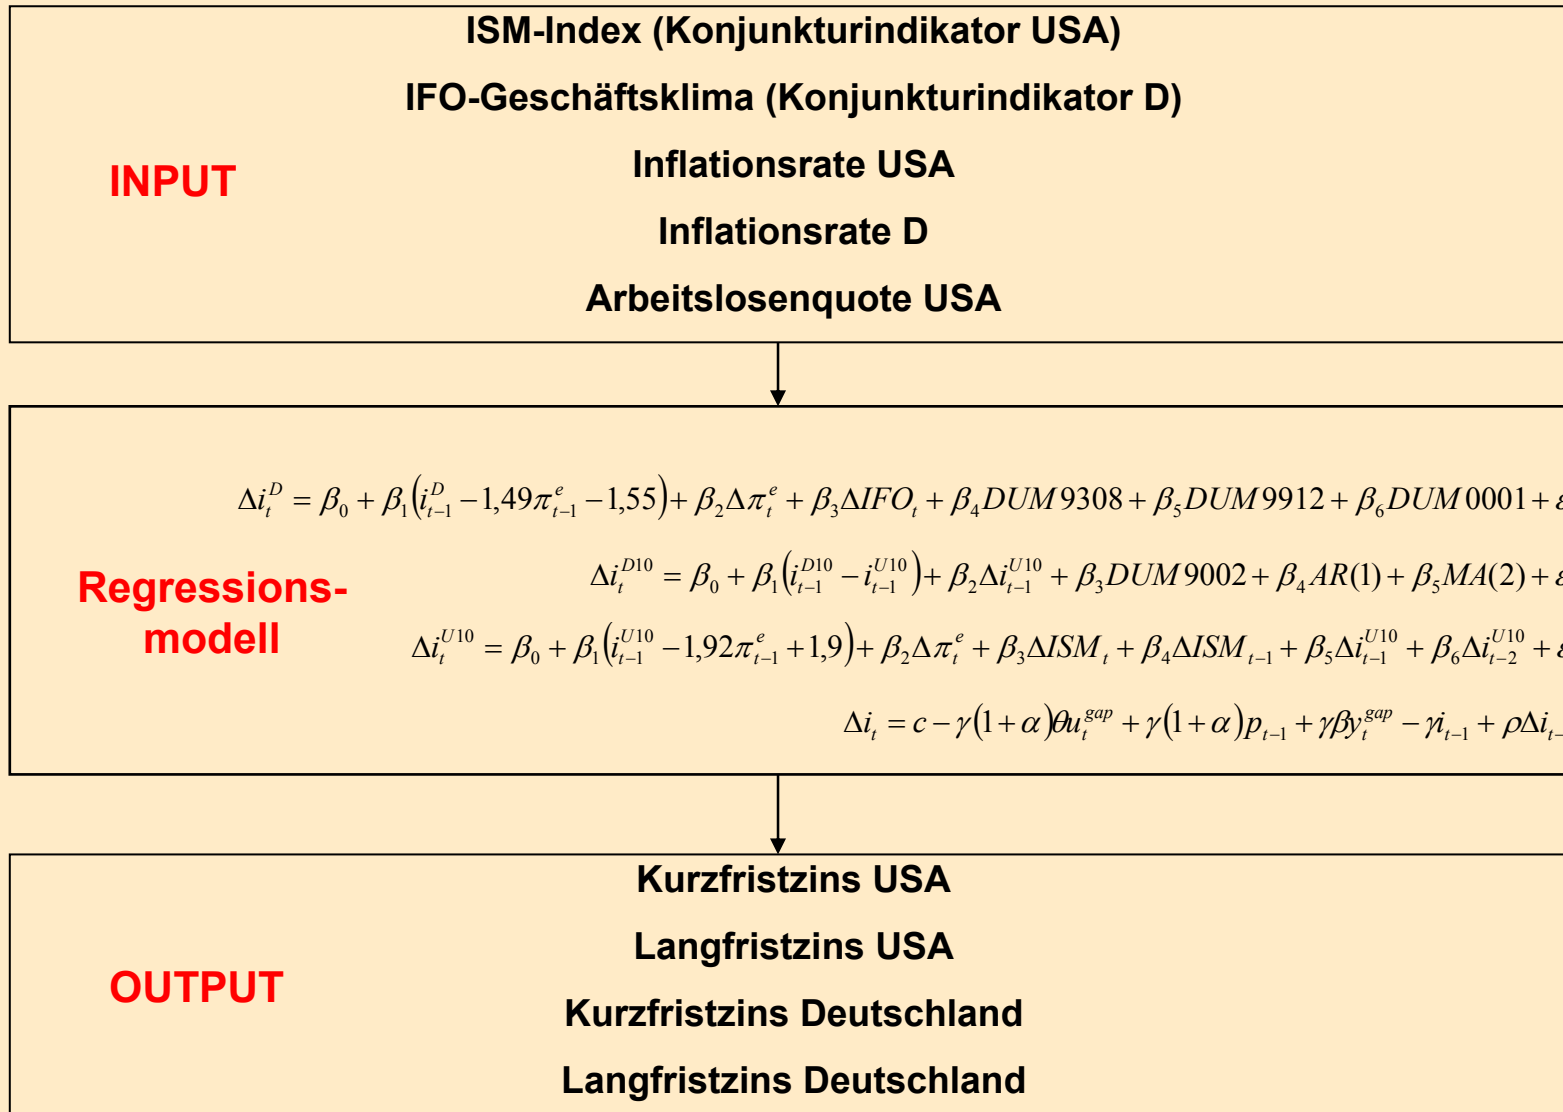 ISM-Index (Konjunkturindikator USA)
IFO-Geschäftsklima (Konjunkturindikator D)
INPUT
Inflationsrate USA
Inflationsrate D
Arbeitslosenquote USA
Δi_t^D = β_0 + β_1(i_{t-1}^D − 1,49π_{t-1}^e − 1,55) + β_2Δπ_t^e + β_3ΔIFO_t + β_4DUM9308 + β_5DUM9912 + β_6DUM0001 + ε
Δi_t^{D10} = β_0 + β_1(i_{t-1}^{D10} − i_{t-1}^{U10}) + β_2Δi_{t-1}^{U10} + β_3DUM9002 + β_4AR(1) + β_5MA(2) + ε
Regressions-
modell
Δi_t^{U10} = β_0 + β_1(i_{t-1}^{U10} − 1,92π_{t-1}^e + 1,9) + β_2Δπ_t^e + β_3ΔISM_t + β_4ΔISM_{t-1} + β_5Δi_{t-1}^{U10} + β_6Δi_{t-2}^{U10} + ε
Δi_t = c − γ(1 + α)θu_t^{gap} + γ(1 + α)p_{t-1} + γβy_t^{gap} − γi_{t-1} + ρΔi_{t-
Kurzfristzins USA
Langfristzins USA
OUTPUT
Kurzfristzins Deutschland
Langfristzins Deutschland